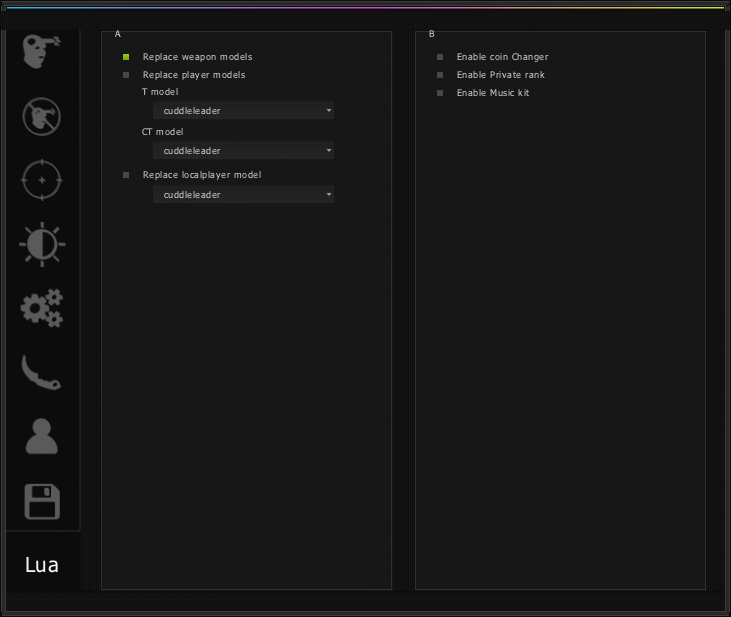 A
Replace weapon models
Replace player models
T model
cuddleleader
CT model
cuddleleader
Replace localplayer model
cuddleleader
B
Enable coin Changer
Enable Private rank
Enable Music kit
Lua